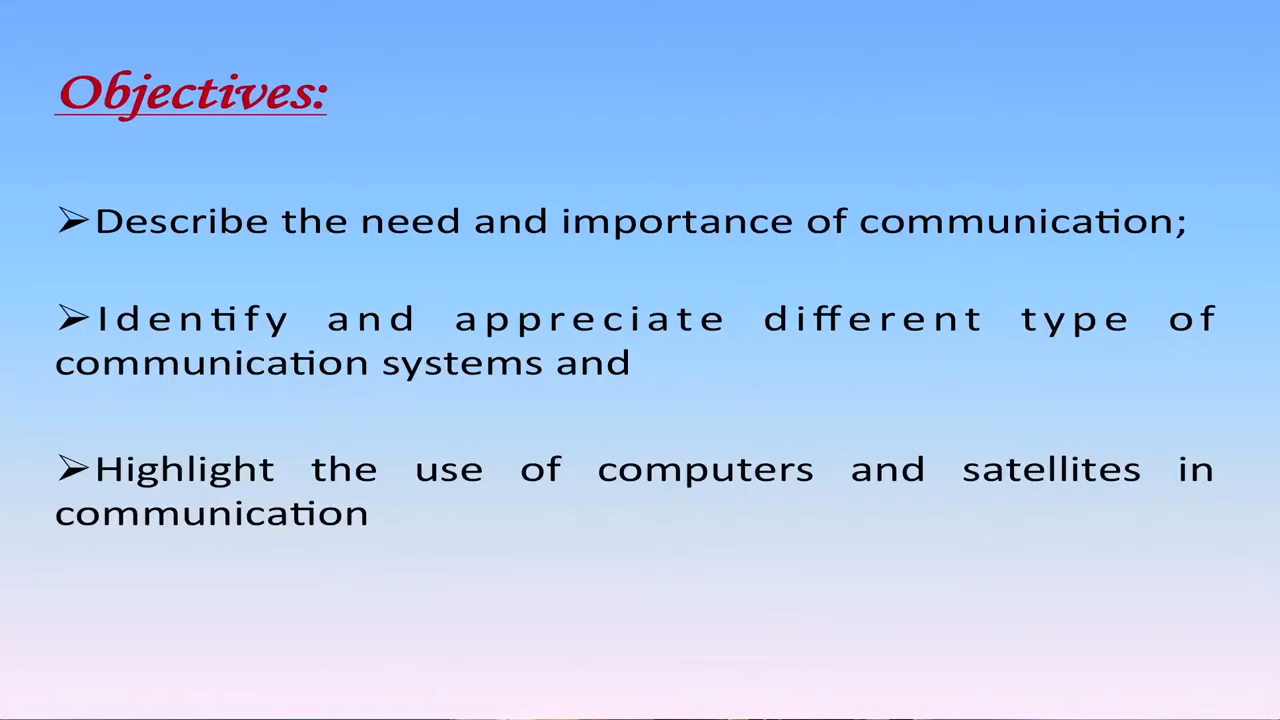 Objectives:
➢Describe the need and importance of communication;
➢Identify and appreciate different type of
communication systems and
➢Highlight the use of computers and satellites in
communication